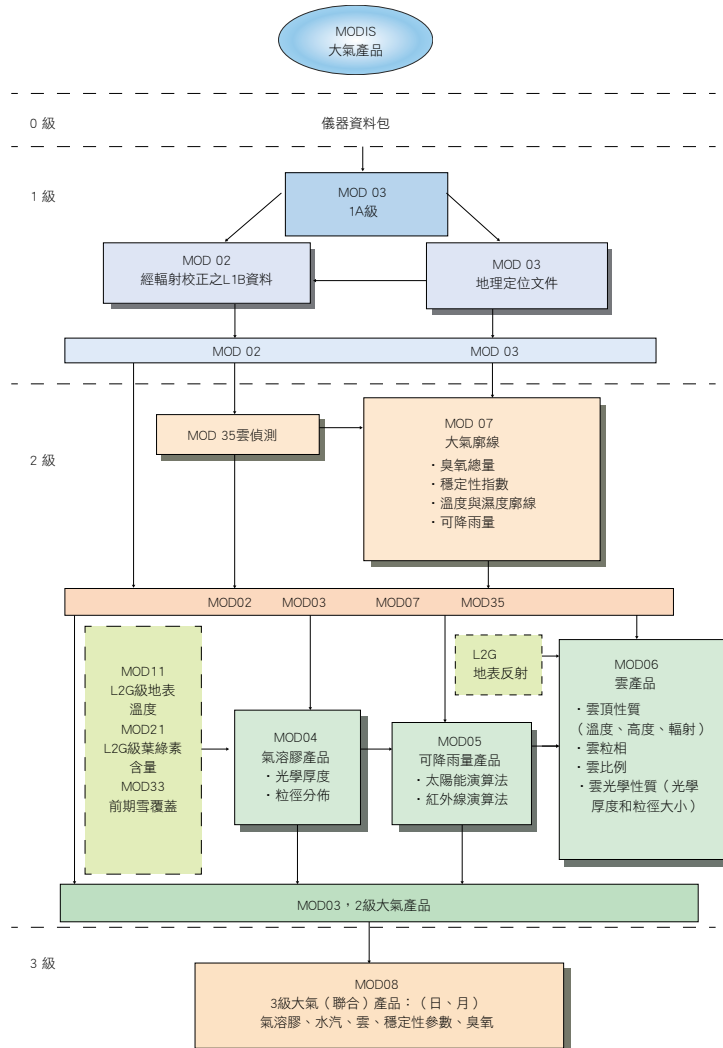 MODIS
大氣產品
0 級
儀器資料包
1 級
MOD 03
1A級
MOD 02
經輻射校正之L1B資料
MOD 03
地理定位文件
MOD 02
MOD 03
2 級
MOD 35雲偵測
MOD 07
大氣廓線
・臭氧總量
・穩定性指數
・溫度與濕度廓線
・可降雨量
MOD02 MOD03 MOD07 MOD35
MOD11
L2G級地表
溫度
MOD21
L2G級葉綠素
含量
MOD33
前期雪覆蓋
MOD04
氣溶膠產品
・光學厚度
・粒徑分佈
MOD05
可降雨量產品
・太陽能演算法
・紅外線演算法
L2G
地表反射
MOD06
雲產品
・雲頂性質
（溫度、高度、輻射）
・雲粒相
・雲比例
・雲光學性質（光學
厚度和粒徑大小）
MOD03，2級大氣產品
3 級
MOD08
3級大氣（聯合）產品：（日、月）
氣溶膠、水汽、雲、穩定性參數、臭氧